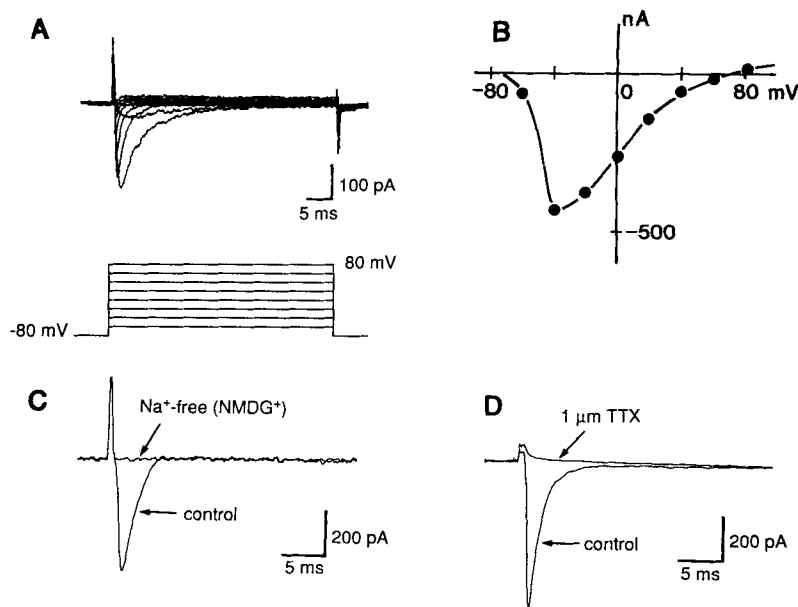 A
100 pA
5 ms
80 mV
-80 mV
B
nA
-80
0
80 mV
-500
C
Na⁺-free (NMDG⁺)
control
200 pA
5 ms
D
1 μm TTX
control
200 pA
5 ms